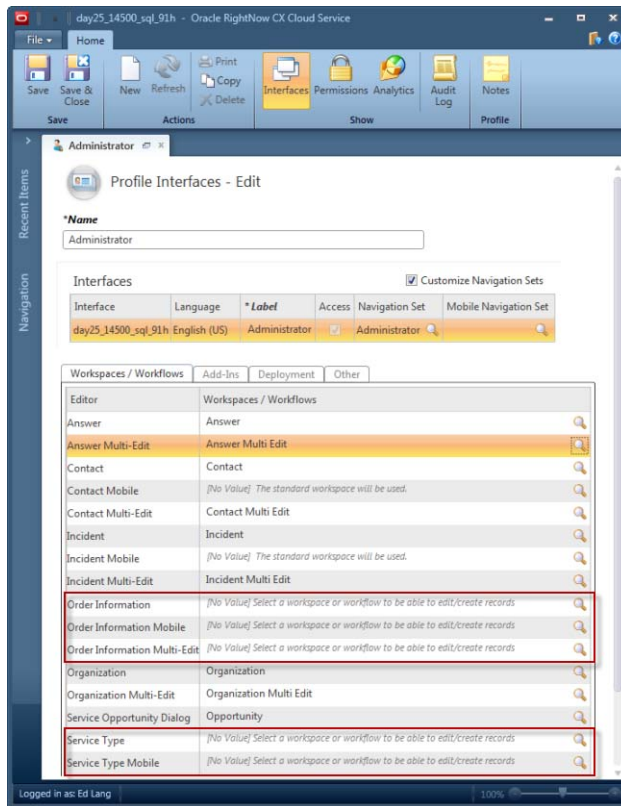 day25_14500_sql_91h - Oracle RightNow CX Cloud Service
File Home
Save Save & Close New Refresh Print Copy Delete Interfaces Permissions Analytics Audit Log Notes
Save Actions Show Profile
Administrator
Recent Items
Navigation
Profile Interfaces - Edit
*Name
Administrator
Interfaces Customize Navigation Sets
Interface Language *Label Access Navigation Set Mobile Navigation Set
day25_14500_sql_91h English (US) Administrator Administrator
Workspaces / Workflows Add-Ins Deployment Other
Editor Workspaces / Workflows
Answer Answer
Answer Multi-Edit Answer Multi Edit
Contact Contact
Contact Mobile [No Value] The standard workspace will be used.
Contact Multi-Edit Contact Multi Edit
Incident Incident
Incident Mobile [No Value] The standard workspace will be used.
Incident Multi-Edit Incident Multi Edit
Order Information [No Value] Select a workspace or workflow to be able to edit/create records
Order Information Mobile [No Value] Select a workspace or workflow to be able to edit/create records
Order Information Multi-Edit [No Value] Select a workspace or workflow to be able to edit/create records
Organization Organization
Organization Multi-Edit Organization Multi Edit
Service Opportunity Dialog Opportunity
Service Type [No Value] Select a workspace or workflow to be able to edit/create records
Service Type Mobile [No Value] Select a workspace or workflow to be able to edit/create records
Logged in as: Ed Lang 100%